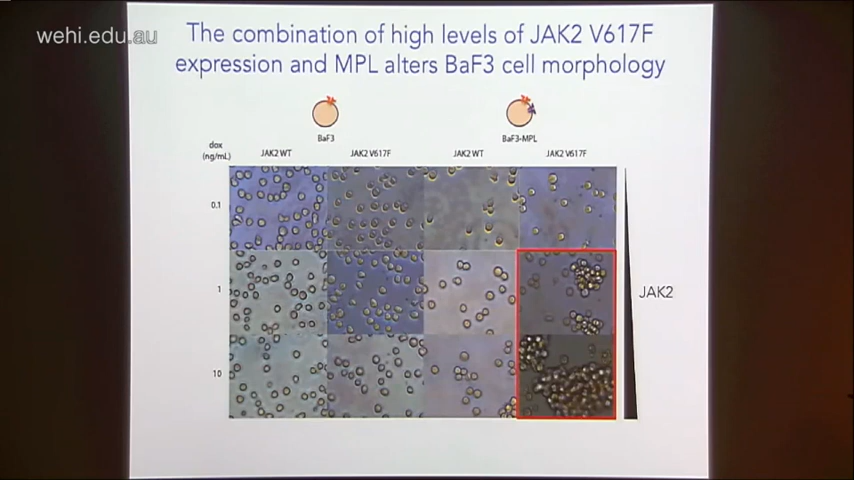 wehi.edu.au
The combination of high levels of JAK2 V617F
expression and MPL alters BaF3 cell morphology
BaF3
BaF3-MPL
dox
(ng/mL)
JAK2 WT
JAK2 V617F
JAK2 WT
JAK2 V617F
0.1
1
JAK2
10